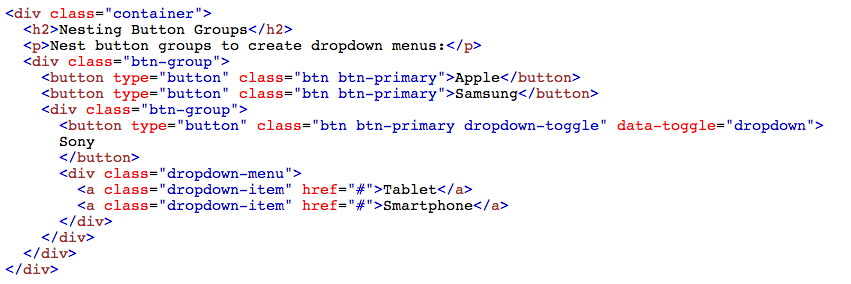 <div class="container">
  <h2>Nesting Button Groups</h2>
  <p>Nest button groups to create dropdown menus:</p>
  <div class="btn-group">
    <button type="button" class="btn btn-primary">Apple</button>
    <button type="button" class="btn btn-primary">Samsung</button>
    <div class="btn-group">
      <button type="button" class="btn btn-primary dropdown-toggle" data-toggle="dropdown">
      Sony
      </button>
      <div class="dropdown-menu">
        <a class="dropdown-item" href="#">Tablet</a>
        <a class="dropdown-item" href="#">Smartphone</a>
      </div>
    </div>
  </div>
</div>